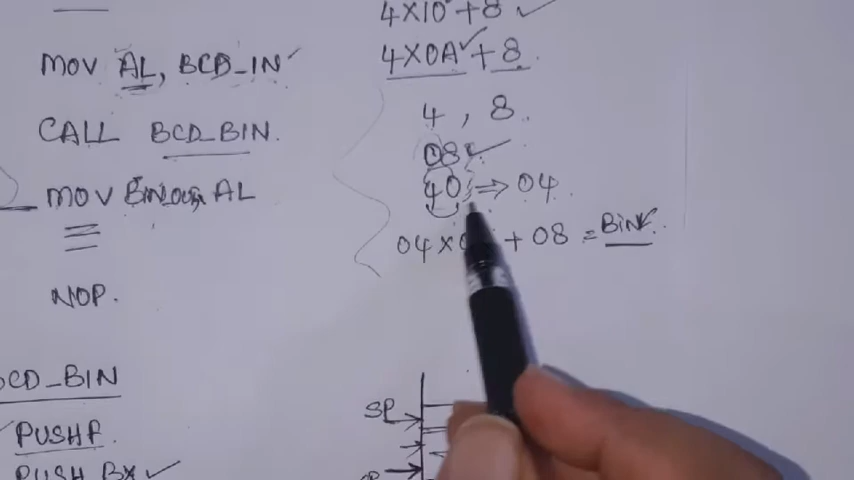 4X10+8 ✓
MOV AL, BCD_IN
4X0A+8
4, 8.
CALL BCD_BIN.
08
MOV AL
40 ⇒ 04
04X + 08 = BIN
NOP.
BCD_BIN
PUSHF.
SP
PUSH BX